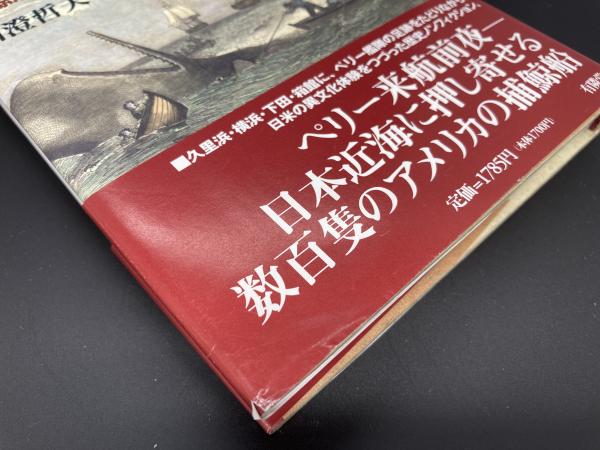 澄哲夫
■久里浜・横浜・下田・箱館に、ペリー艦隊の足跡をたどりながら、
日米の異文化体験をつづった歴史ノンフィクション。
ペリー来航前夜―
日本近海に押し寄せる
数百隻のアメリカの捕鯨船
定価=1785円(本体1700円)
有隣堂